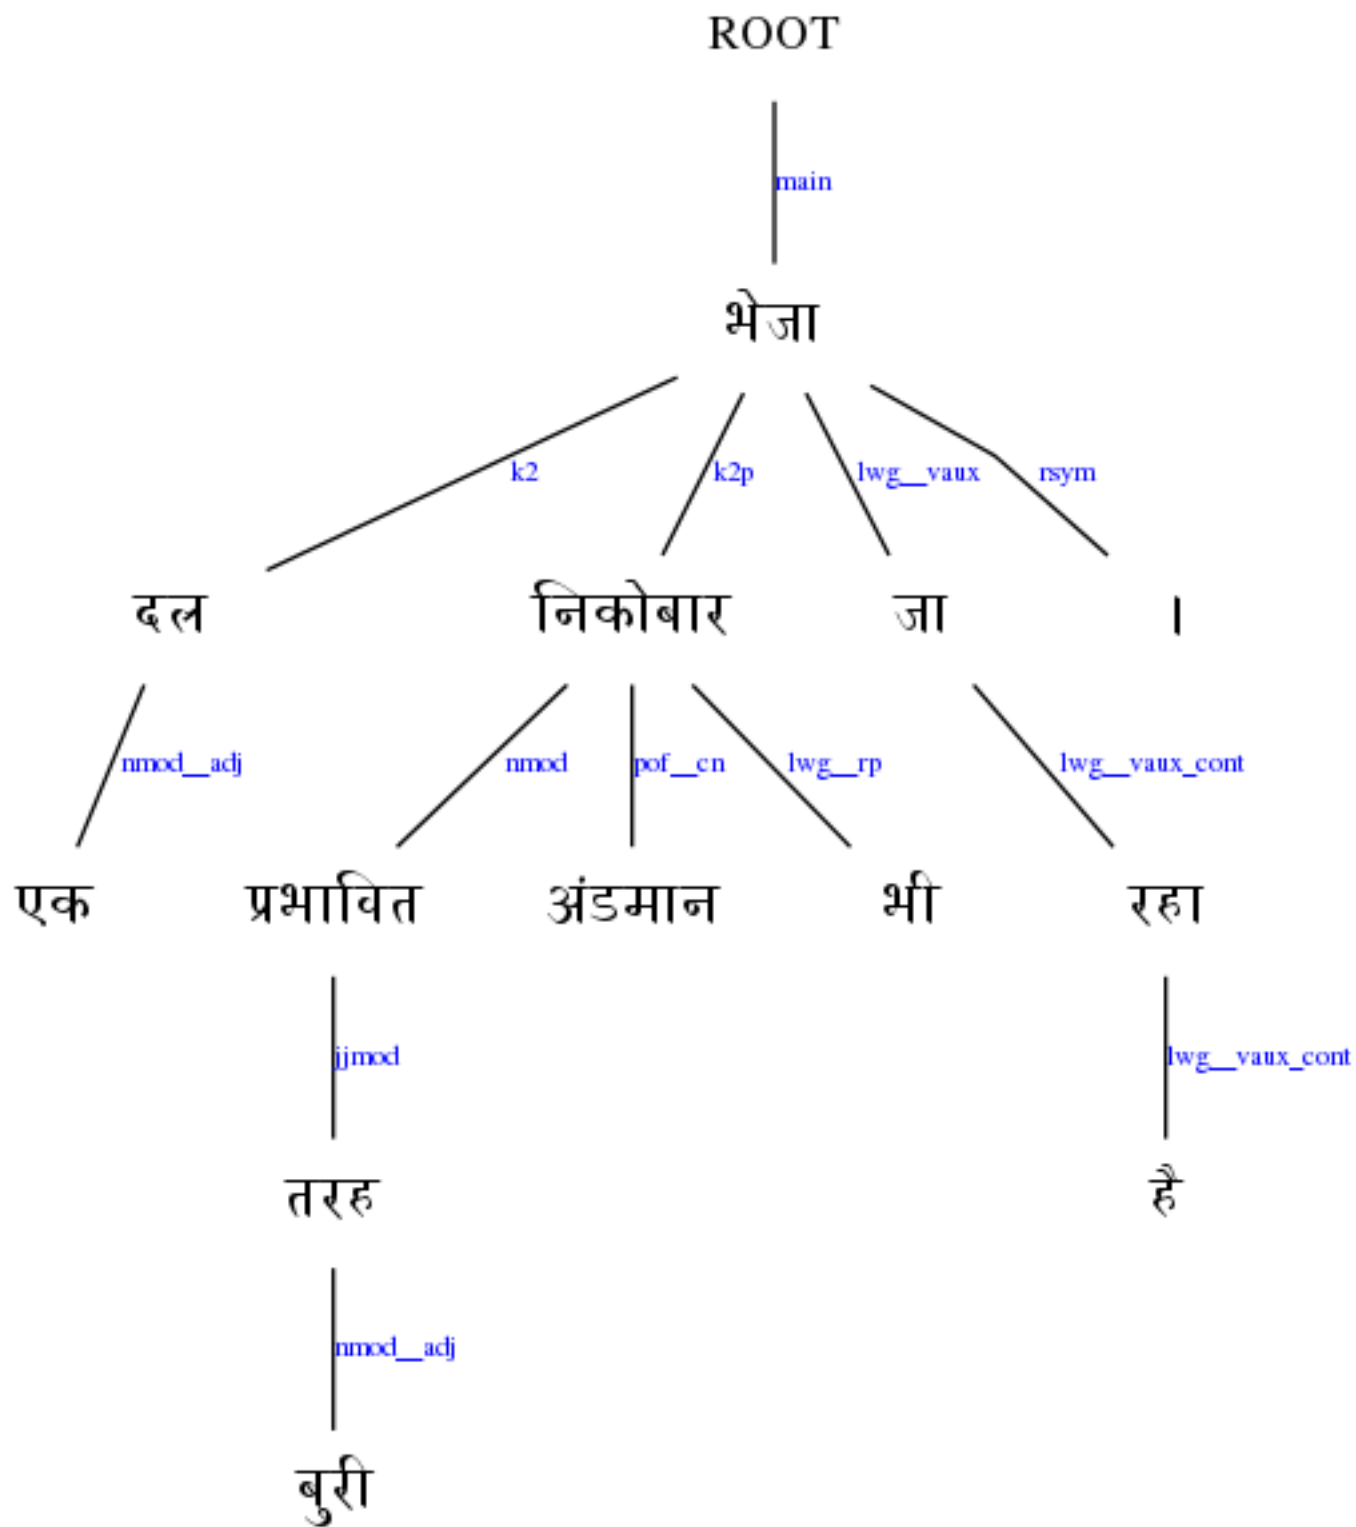 ROOT
main
भेजा
k2 k2p lwg__vaux rsym
दल निकोबार जा ।
nmod__adj nmod pof__cn lwg__rp lwg__vaux_cont
एक प्रभावित अंडमान भी रहा
jjmod lwg__vaux_cont
तरह है
nmod__adj
बुरी